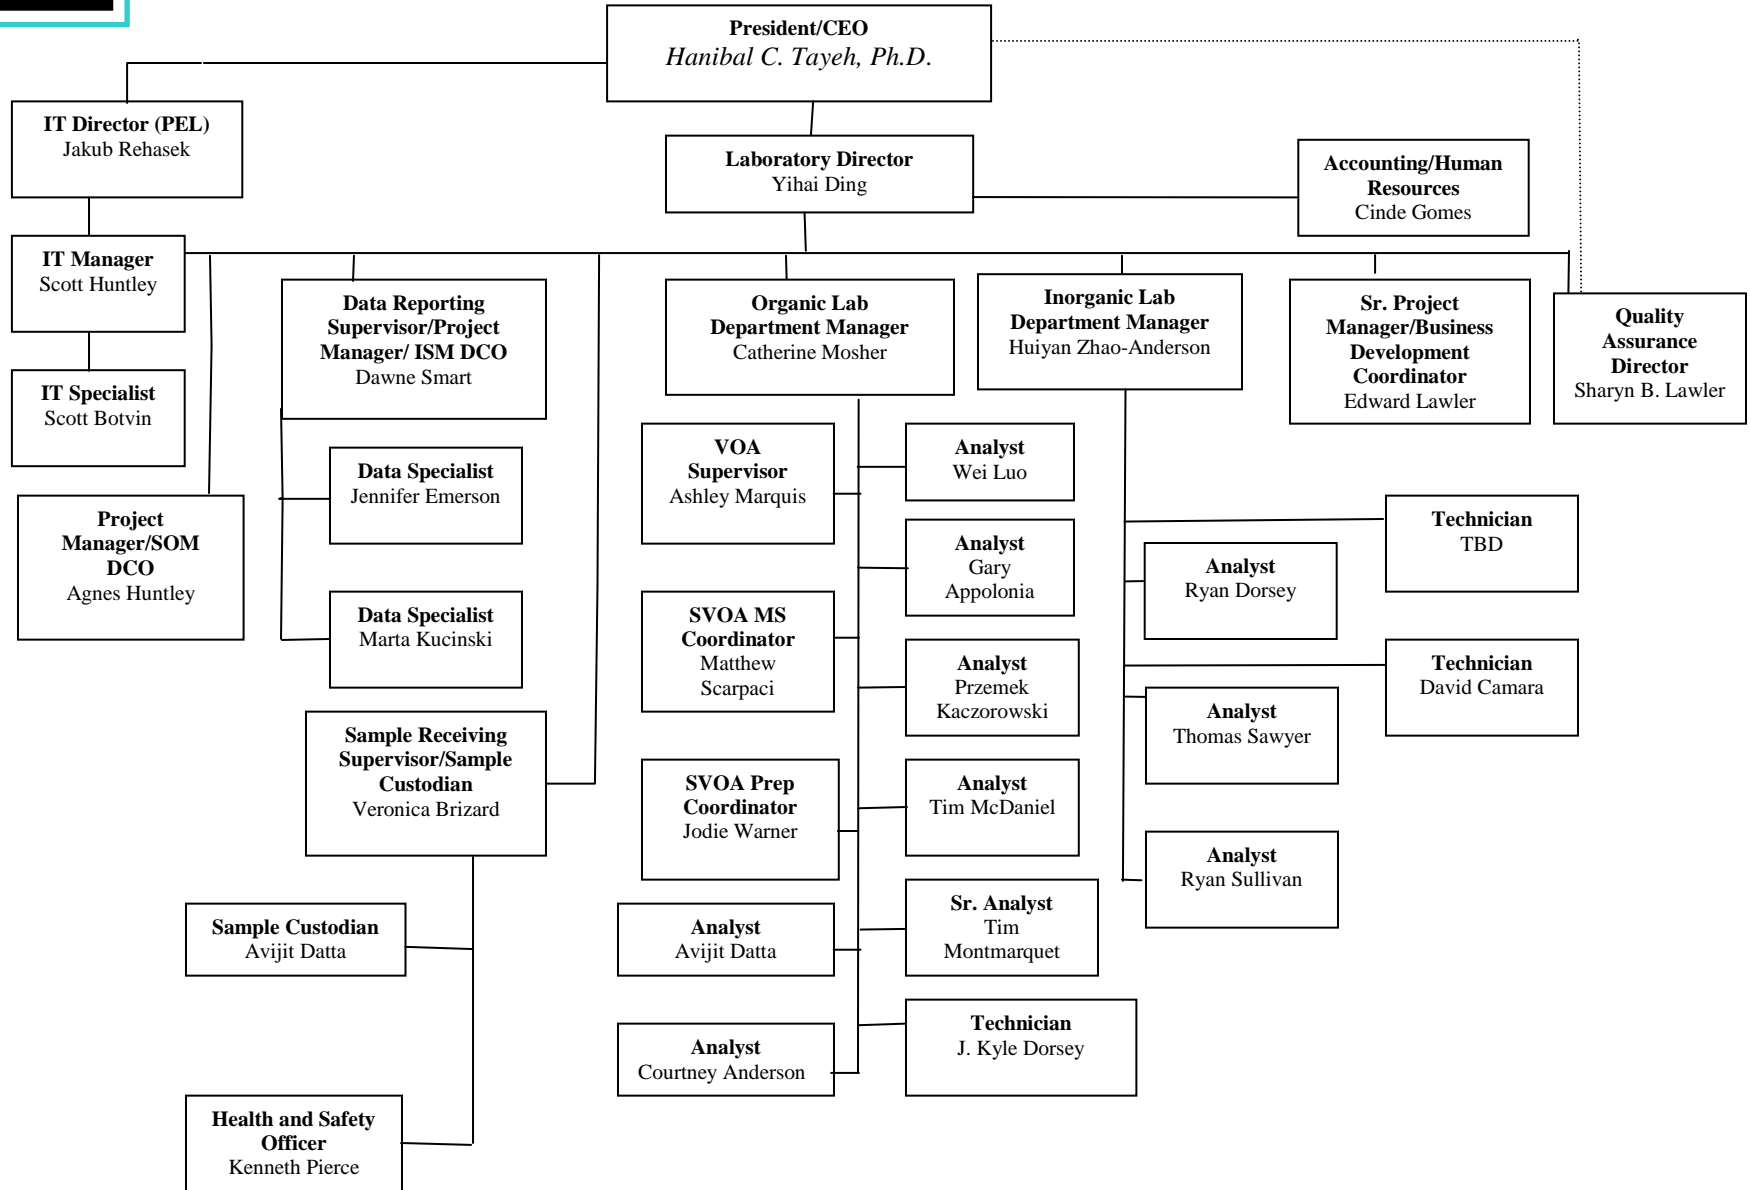 President/CEO
Hanibal C. Tayeh, Ph.D.
IT Director (PEL)
Jakub Rehasek
Laboratory Director
Yihai Ding
Accounting/Human
Resources
Cinde Gomes
IT Manager
Scott Huntley
IT Specialist
Scott Botvin
Project
Manager/SOM
DCO
Agnes Huntley
Data Reporting
Supervisor/Project
Manager/ ISM DCO
Dawne Smart
Data Specialist
Jennifer Emerson
Data Specialist
Marta Kucinski
Sample Receiving
Supervisor/Sample
Custodian
Veronica Brizard
Sample Custodian
Avijit Datta
Health and Safety
Officer
Kenneth Pierce
Organic Lab
Department Manager
Catherine Mosher
VOA
Supervisor
Ashley Marquis
SVOA MS
Coordinator
Matthew
Scarpaci
SVOA Prep
Coordinator
Jodie Warner
Analyst
Avijit Datta
Analyst
Courtney Anderson
Analyst
Wei Luo
Analyst
Gary
Appolonia
Analyst
Przemek
Kaczorowski
Analyst
Tim McDaniel
Sr. Analyst
Tim
Montmarquet
Technician
J. Kyle Dorsey
Inorganic Lab
Department Manager
Huiyan Zhao-Anderson
Analyst
Ryan Dorsey
Analyst
Thomas Sawyer
Analyst
Ryan Sullivan
Technician
TBD
Technician
David Camara
Sr. Project
Manager/Business
Development
Coordinator
Edward Lawler
Quality
Assurance
Director
Sharyn B. Lawler